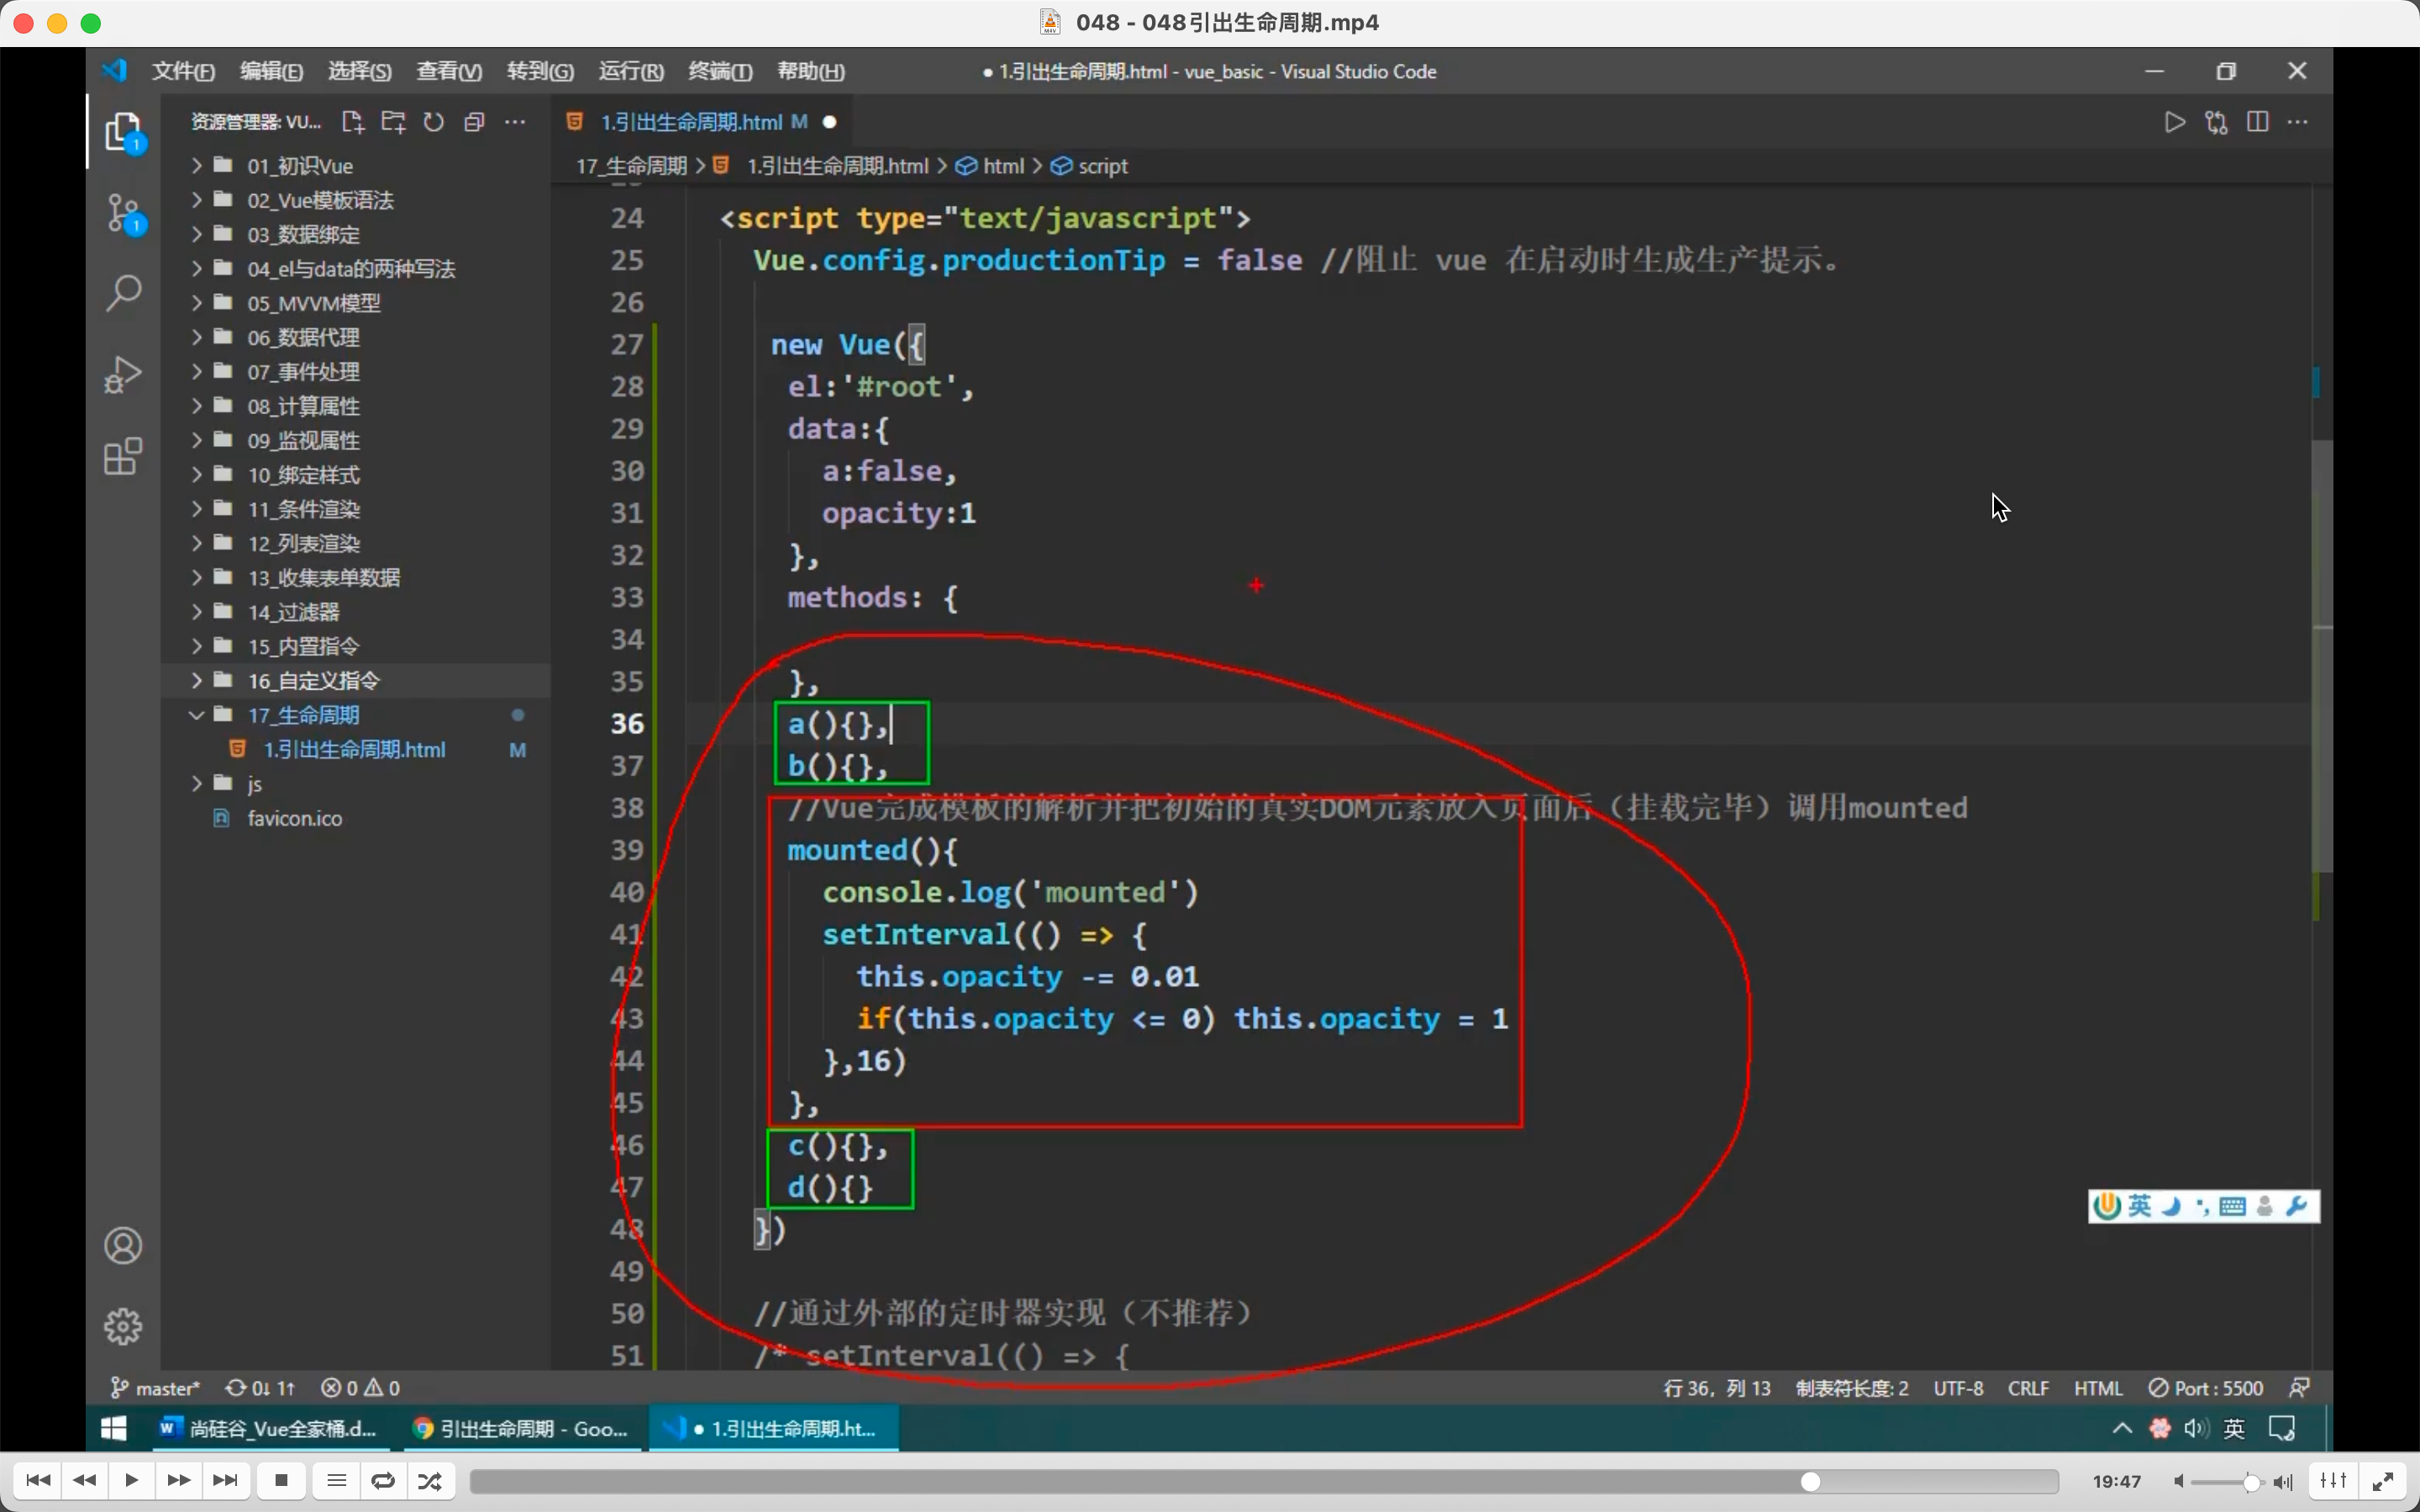 048 - 048引出生命周期.mp4
文件(F) 编辑(E) 选择(S) 查看(V) 转到(G) 运行(R) 终端(T) 帮助(H)
● 1.引出生命周期.html - vue_basic - Visual Studio Code
资源管理器: VU...
1
1
01_初识Vue
02_Vue模板语法
03_数据绑定
04_el与data的两种写法
05_MVVM模型
06_数据代理
07_事件处理
08_计算属性
09_监视属性
10_绑定样式
11_条件渲染
12_列表渲染
13_收集表单数据
14_过滤器
15_内置指令
16_自定义指令
17_生命周期
1.引出生命周期.html M
js
favicon.ico
1.引出生命周期.html M ●
17_生命周期 > 1.引出生命周期.html > html > script
24 <script type="text/javascript">
25 Vue.config.productionTip = false //阻止 vue 在启动时生成生产提示。
26
27 new Vue({
28 el:'#root',
29 data:{
30 a:false,
31 opacity:1
32 },
33 methods: {
34
35 },
36 a(){},
37 b(){},
38 //Vue完成模板的解析并把初始的真实DOM元素放入页面后（挂载完毕）调用mounted
39 mounted(){
40 console.log('mounted')
41 setInterval(() => {
42 this.opacity -= 0.01
43 if(this.opacity <= 0) this.opacity = 1
44 },16)
45 },
46 c(){},
47 d(){}
48 })
49
50 //通过外部的定时器实现（不推荐）
51 /* setInterval(() => {
英
master* 0↓ 1↑ 0 0
行 36，列 13 制表符长度: 2 UTF-8 CRLF HTML Port : 5500
尚硅谷_Vue全家桶.d... 引出生命周期 - Goo... ● 1.引出生命周期.ht...
英
19:47